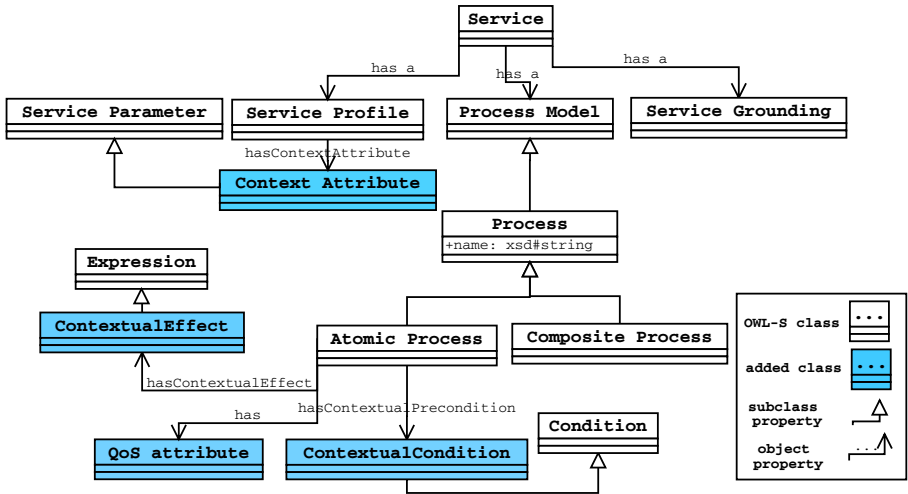 Service
has a
has a
has a
Service Parameter
Service Profile
Process Model
Service Grounding
hasContextAttribute
Context Attribute
Process
+name: xsd#string
Expression
ContextualEffect
Atomic Process
Composite Process
hasContextualEffect
has
hasContextualPrecondition
QoS attribute
ContextualCondition
Condition
OWL-S class
...
added class
...
subclass
property
object
property
...